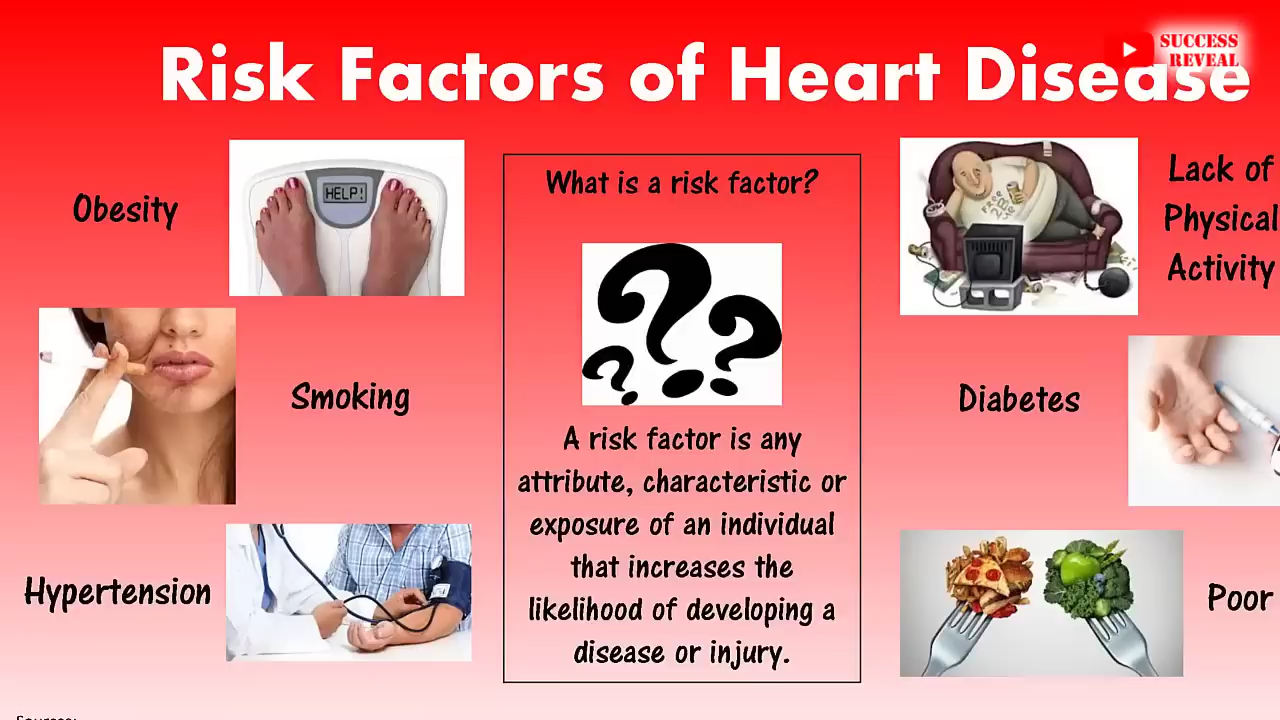 Risk Factors of Heart Disease
SUCCESS
REVEAL
Obesity
HELP!
Smoking
Hypertension
What is a risk factor?
???
A risk factor is any
attribute, characteristic or
exposure of an individual
that increases the
likelihood of developing a
disease or injury.
Lack of
Physical
Activity
Diabetes
Poor